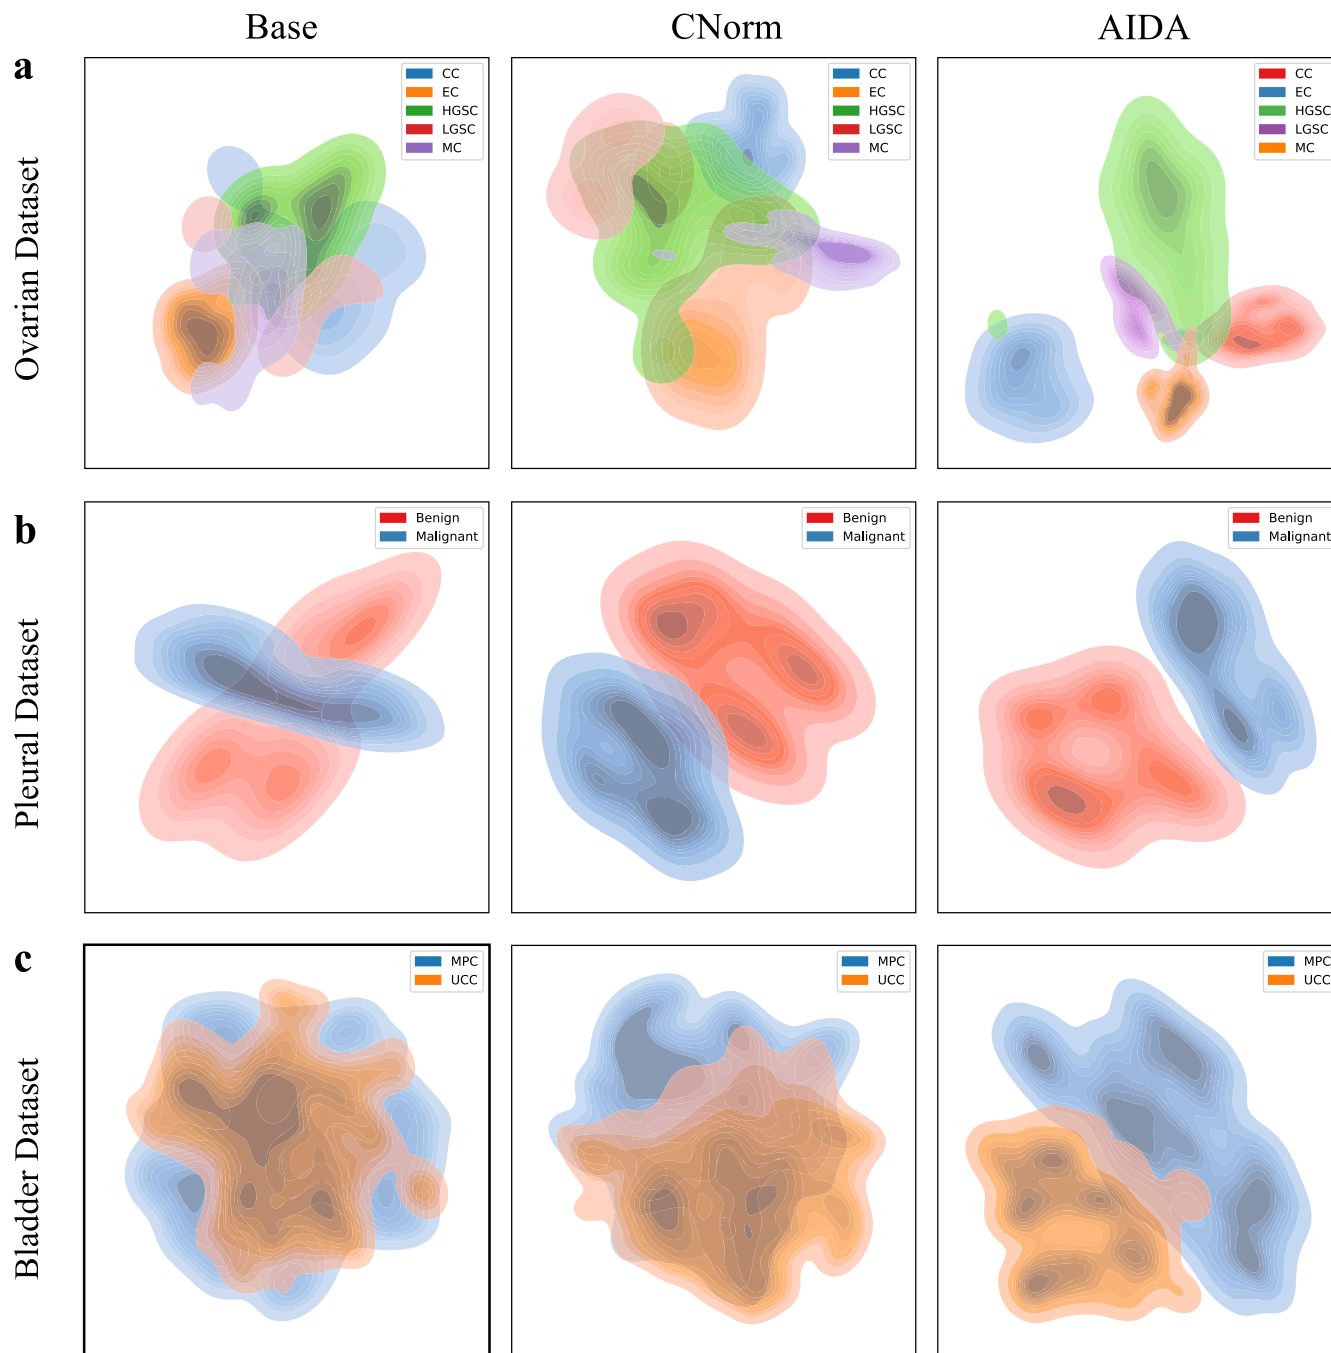 Base CNorm AIDA
a
Ovarian Dataset
CC
EC
HGSC
LGSC
MC
CC
EC
HGSC
LGSC
MC
CC
EC
HGSC
LGSC
MC
b
Pleural Dataset
Benign
Malignant
Benign
Malignant
Benign
Malignant
c
Bladder Dataset
MPC
UCC
MPC
UCC
MPC
UCC